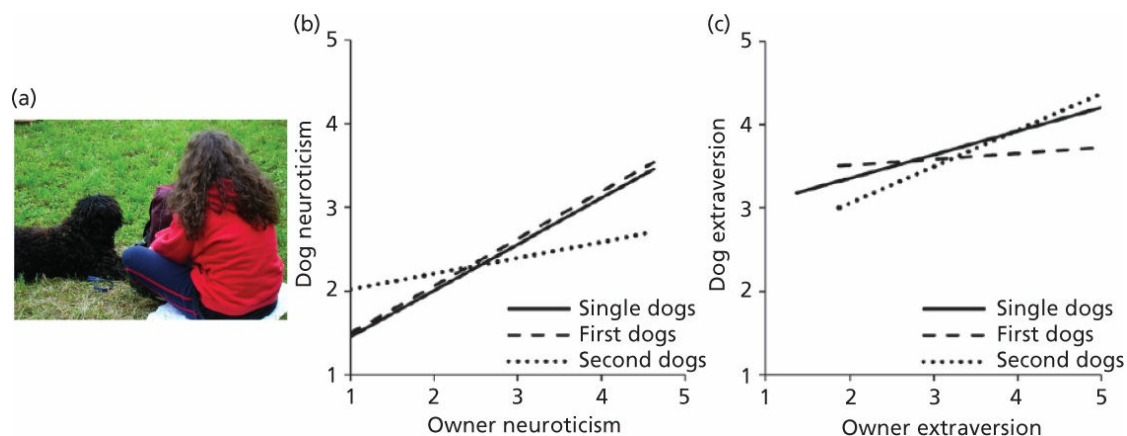 (a)
(b)
5
4
3
2
1
Dog neuroticism
Single dogs
First dogs
Second dogs
1 2 3 4 5
Owner neuroticism
(c)
5
4
3
2
1
Dog extraversion
Single dogs
First dogs
Second dogs
1 2 3 4 5
Owner extraversion